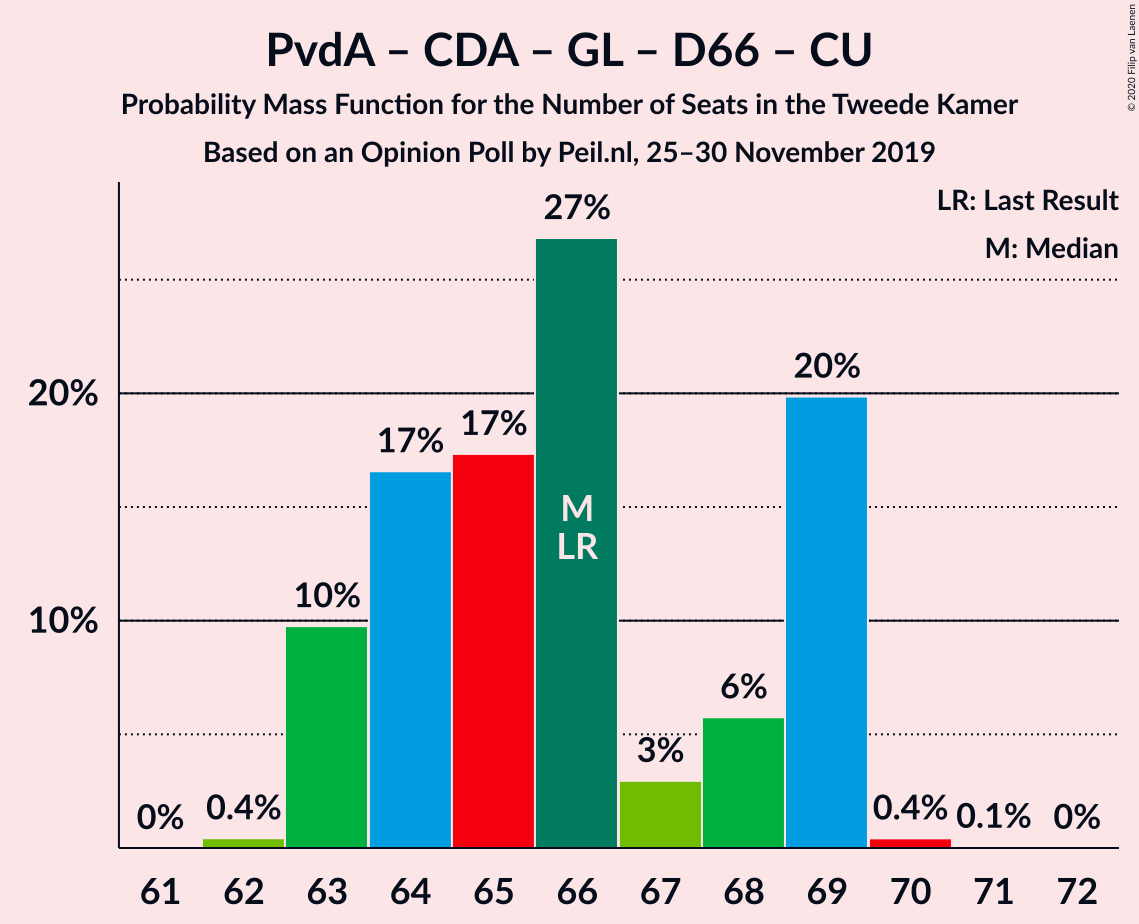 PvdA – CDA – GL – D66 – CU
Probability Mass Function for the Number of Seats in the Tweede Kamer
Based on an Opinion Poll by Peil.nl, 25–30 November 2019
© 2020 Filip van Laenen
LR: Last Result
M: Median
27%
20%
20%
17%
17%
M
LR
10%
10%
6%
3%
0%
0.4%
0.4%
0.1%
0%
61 62 63 64 65 66 67 68 69 70 71 72